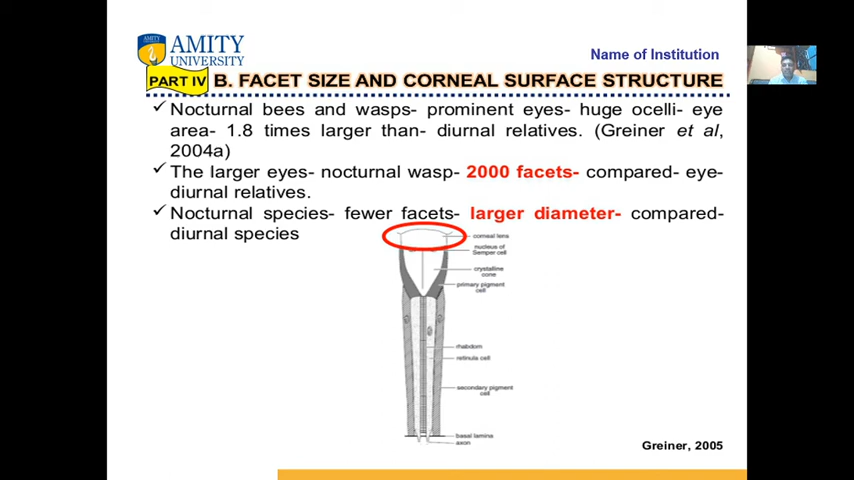 AMITY
UNIVERSITY
Name of Institution
PART IV
B. FACET SIZE AND CORNEAL SURFACE STRUCTURE
✓ Nocturnal bees and wasps- prominent eyes- huge ocelli- eye
area- 1.8 times larger than- diurnal relatives. (Greiner et al,
2004a)
✓ The larger eyes- nocturnal wasp- 2000 facets- compared- eye-
diurnal relatives.
✓ Nocturnal species- fewer facets- larger diameter- compared-
diurnal species
corneal lens
nucleus of
Semper cell
crystalline
cone
primary pigment
cell
rhabdom
retinula cell
secondary pigment
cell
basal lamina
axon
Greiner, 2005